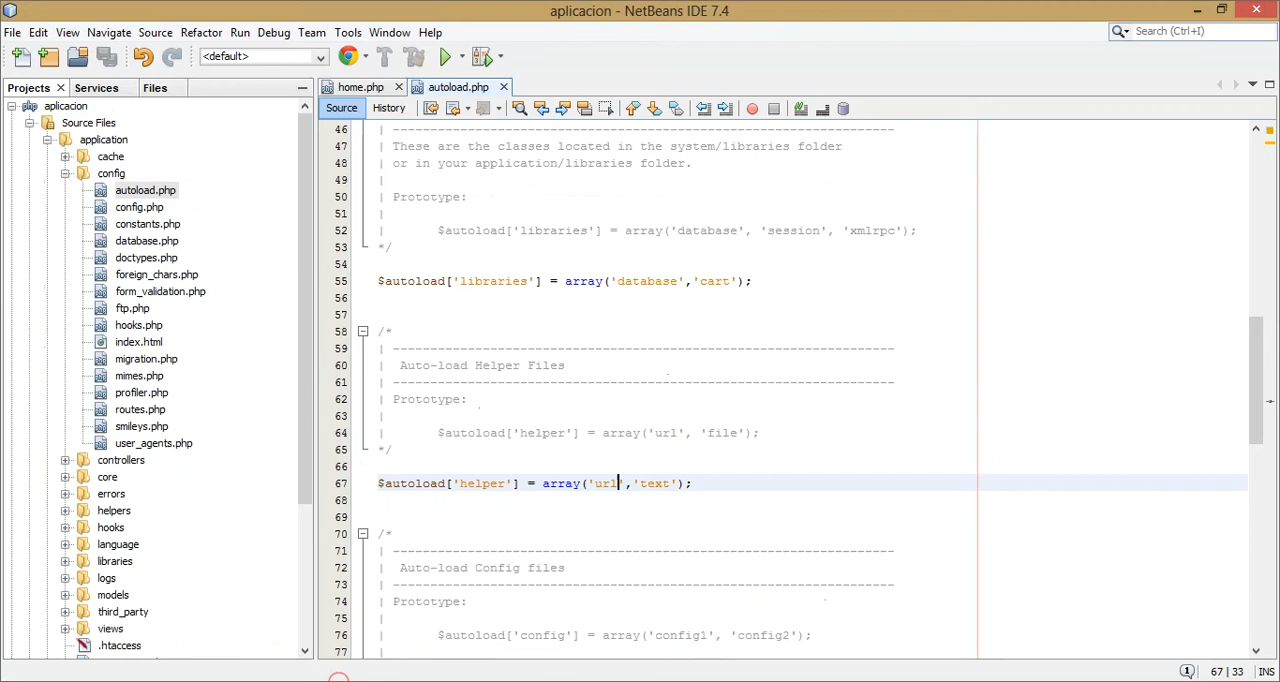 aplicacion - NetBeans IDE 7.4
File Edit View Navigate Source Refactor Run Debug Team Tools Window Help
Search (Ctrl+I)
<default>
Projects Services Files
home.php autoload.php
Source History
aplicacion
Source Files
application
cache
config
autoload.php
config.php
constants.php
database.php
doctypes.php
foreign_chars.php
form_validation.php
ftp.php
hooks.php
index.html
migration.php
mimes.php
profiler.php
routes.php
smileys.php
user_agents.php
controllers
core
errors
helpers
hooks
language
libraries
logs
models
third_party
views
.htaccess
46 | -------------------------------------------------------------------
47 | These are the classes located in the system/libraries folder
48 | or in your application/libraries folder.
49 |
50 | Prototype:
51 |
52 | $autoload['libraries'] = array('database', 'session', 'xmlrpc');
53 */
54
55 $autoload['libraries'] = array('database','cart');
56
57
58 /*
59 | -------------------------------------------------------------------
60 | Auto-load Helper Files
61 | -------------------------------------------------------------------
62 | Prototype:
63 |
64 | $autoload['helper'] = array('url', 'file');
65 */
66
67 $autoload['helper'] = array('url','text');
68
69
70 /*
71 | -------------------------------------------------------------------
72 | Auto-load Config files
73 | -------------------------------------------------------------------
74 | Prototype:
75 |
76 | $autoload['config'] = array('config1', 'config2');
77 |
67 | 33 INS